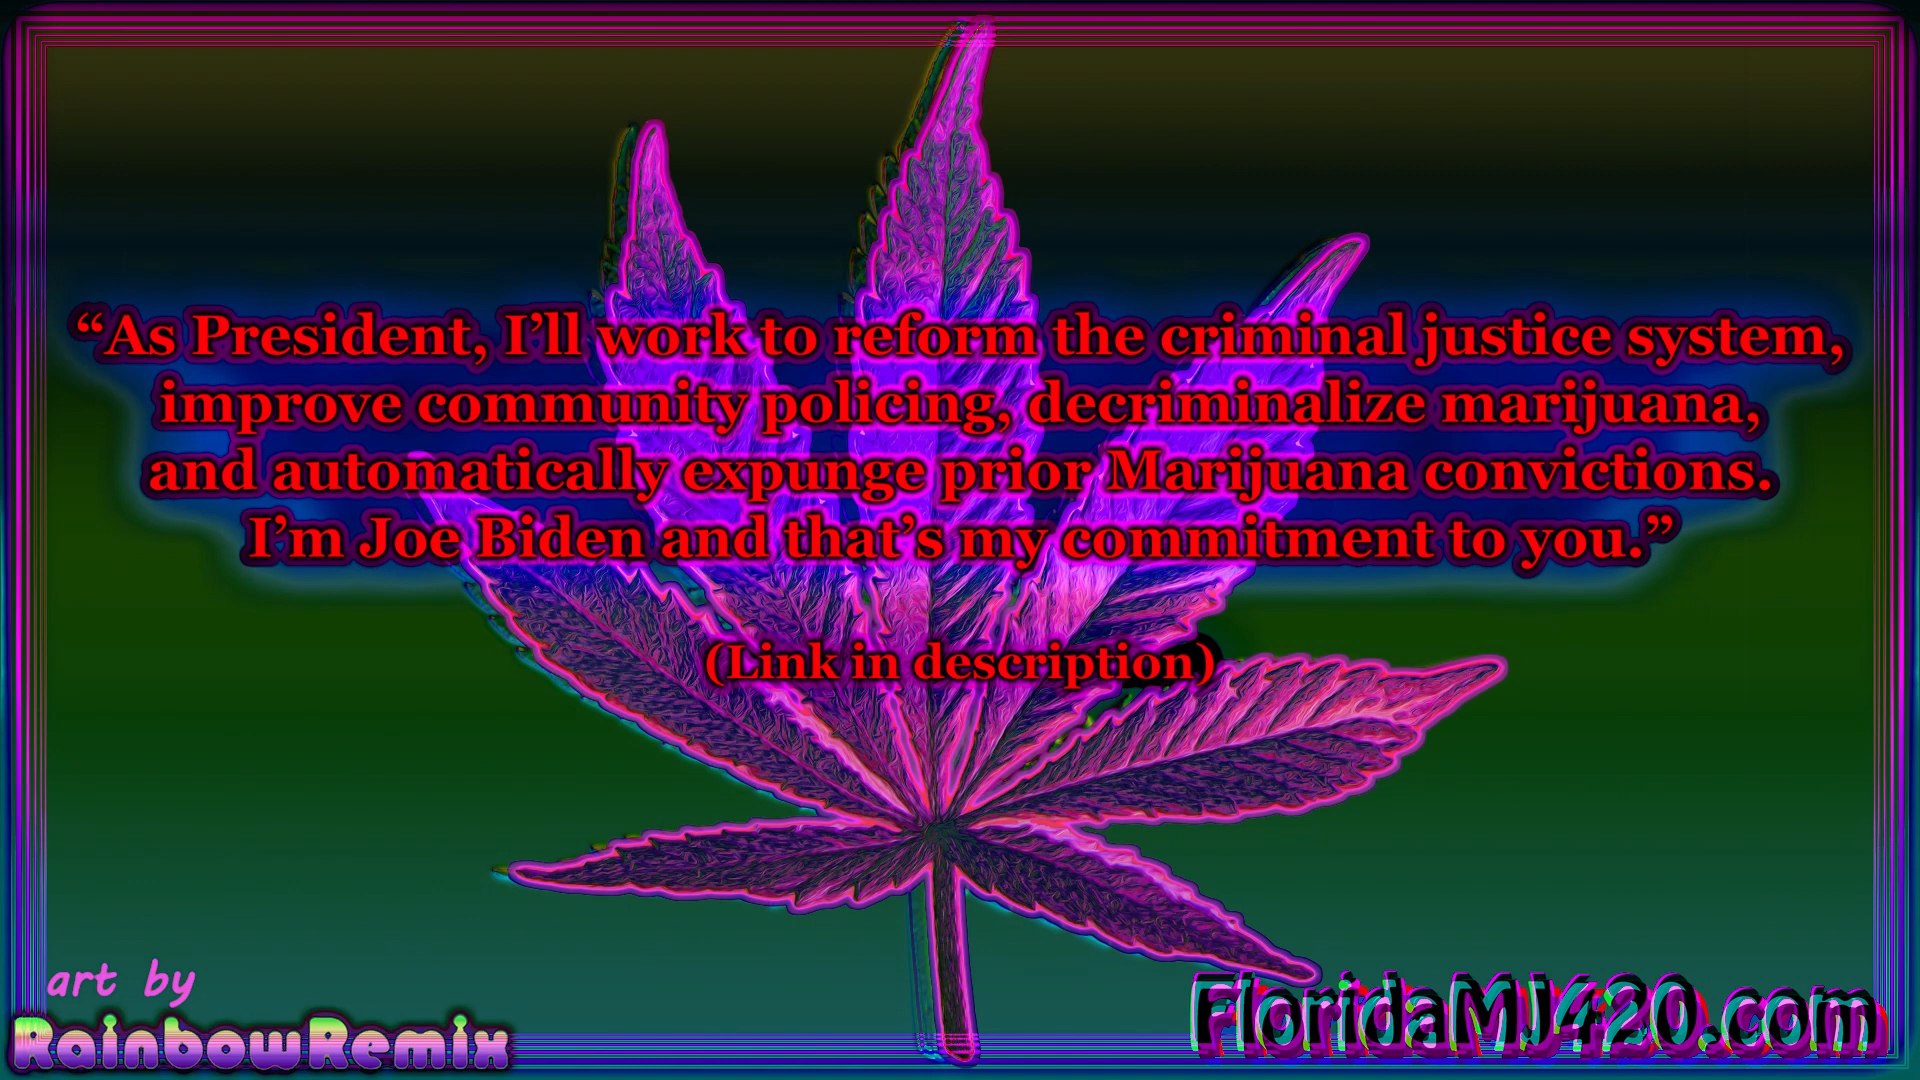 “As President, I’ll work to reform the criminal justice system,
improve community policing, decriminalize marijuana,
and automatically expunge prior Marijuana convictions.
I’m Joe Biden and that’s my commitment to you.”
(Link in description)
art by
RainbowRemix
FloridaMJ420.com